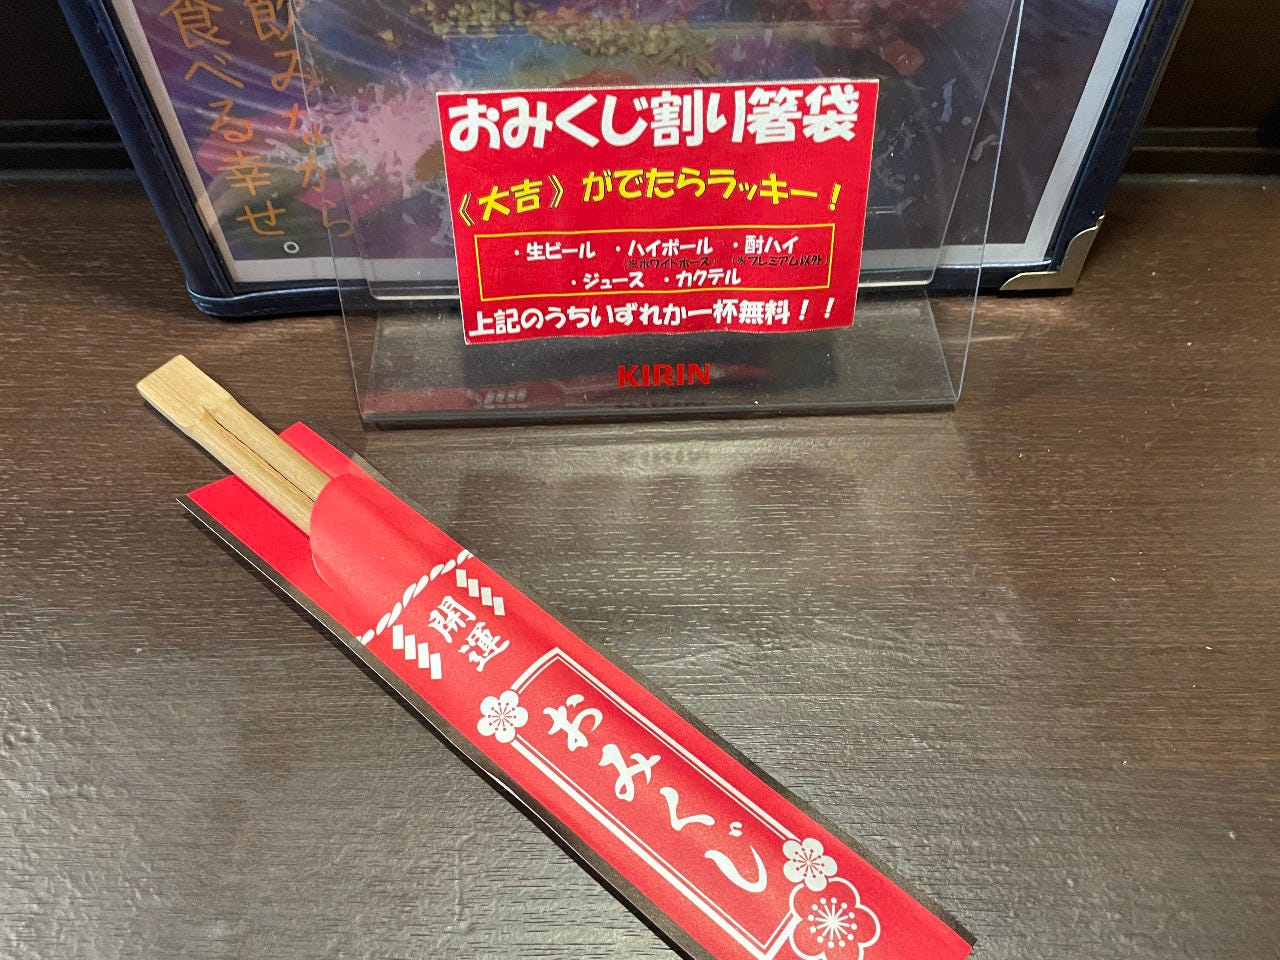 飲みながら
食べる幸せ。
おみくじ割り箸袋
《大吉》がでたらラッキー！
・生ビール ・ハイボール ・酎ハイ
(※ホワイトホース) (※プレミアム以外)
・ジュース ・カクテル
上記のうちいずれか一杯無料！！
KIRIN
開運
おみくじ